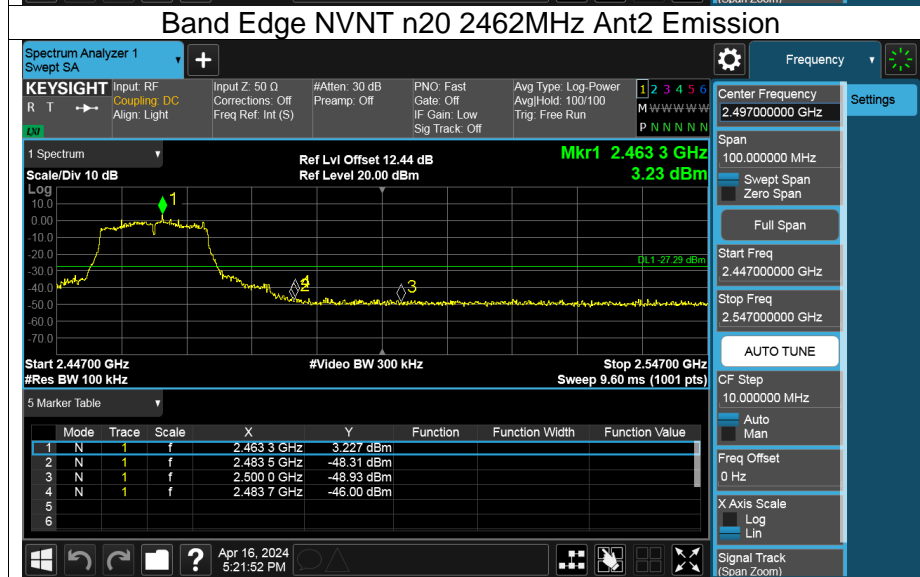 (Span Zoom)
Band Edge NVNT n20 2462MHz Ant2 Emission
Spectrum Analyzer 1
Swept SA
+
Frequency
KEYSIGHT
R T
LXI
Input: RF
Coupling: DC
Align: Light
Input Z: 50 Ω
Corrections: Off
Freq Ref: Int (S)
#Atten: 30 dB
Preamp: Off
PNO: Fast
Gate: Off
IF Gain: Low
Sig Track: Off
Avg Type: Log-Power
Avg|Hold: 100/100
Trig: Free Run
1 2 3 4 5 6
M W W W W W
P N N N N N
Settings
Center Frequency
2.497000000 GHz
Span
100.000000 MHz
Swept Span
Zero Span
Full Span
Start Freq
2.447000000 GHz
Stop Freq
2.547000000 GHz
AUTO TUNE
CF Step
10.000000 MHz
Auto
Man
Freq Offset
0 Hz
X Axis Scale
Log
Lin
Signal Track
(Span Zoom)
1 Spectrum
Scale/Div 10 dB
Ref Lvl Offset 12.44 dB
Ref Level 20.00 dBm
Mkr1 2.463 3 GHz
3.23 dBm
Log
10.0
0.00
-10.0
-20.0
-30.0
-40.0
-50.0
-60.0
-70.0
1
DL1 -27.29 dBm
3
Start 2.44700 GHz
#Video BW 300 kHz
Stop 2.54700 GHz
#Res BW 100 kHz
Sweep 9.60 ms (1001 pts)
5 Marker Table
Mode Trace Scale X Y Function Function Width Function Value
1 N 1 f 2.463 3 GHz 3.227 dBm
2 N 1 f 2.483 5 GHz -48.31 dBm
3 N 1 f 2.500 0 GHz -48.93 dBm
4 N 1 f 2.483 7 GHz -46.00 dBm
5
6
?
Apr 16, 2024
5:21:52 PM